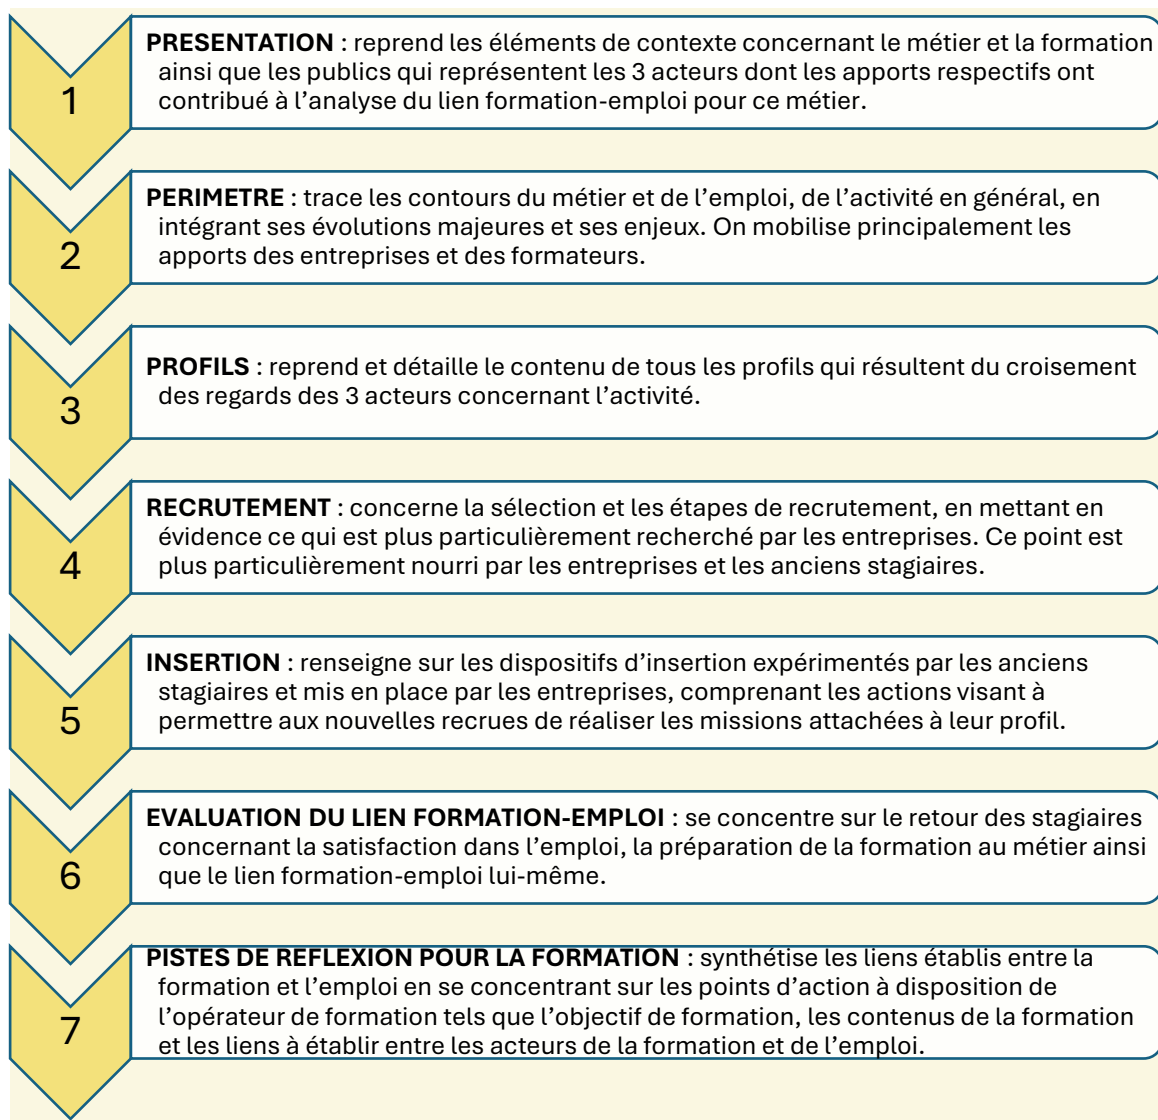 1
PRESENTATION : reprend les éléments de contexte concernant le métier et la formation
ainsi que les publics qui représentent les 3 acteurs dont les apports respectifs ont
contribué à l’analyse du lien formation-emploi pour ce métier.
2
PERIMETRE : trace les contours du métier et de l’emploi, de l’activité en général, en
intégrant ses évolutions majeures et ses enjeux. On mobilise principalement les
apports des entreprises et des formateurs.
3
PROFILS : reprend et détaille le contenu de tous les profils qui résultent du croisement
des regards des 3 acteurs concernant l’activité.
4
RECRUTEMENT : concerne la sélection et les étapes de recrutement, en mettant en
évidence ce qui est plus particulièrement recherché par les entreprises. Ce point est
plus particulièrement nourri par les entreprises et les anciens stagiaires.
5
INSERTION : renseigne sur les dispositifs d’insertion expérimentés par les anciens
stagiaires et mis en place par les entreprises, comprenant les actions visant à
permettre aux nouvelles recrues de réaliser les missions attachées à leur profil.
6
EVALUATION DU LIEN FORMATION-EMPLOI : se concentre sur le retour des stagiaires
concernant la satisfaction dans l’emploi, la préparation de la formation au métier ainsi
que le lien formation-emploi lui-même.
7
PISTES DE REFLEXION POUR LA FORMATION : synthétise les liens établis entre la
formation et l’emploi en se concentrant sur les points d’action à disposition de
l’opérateur de formation tels que l’objectif de formation, les contenus de la formation
et les liens à établir entre les acteurs de la formation et de l’emploi.